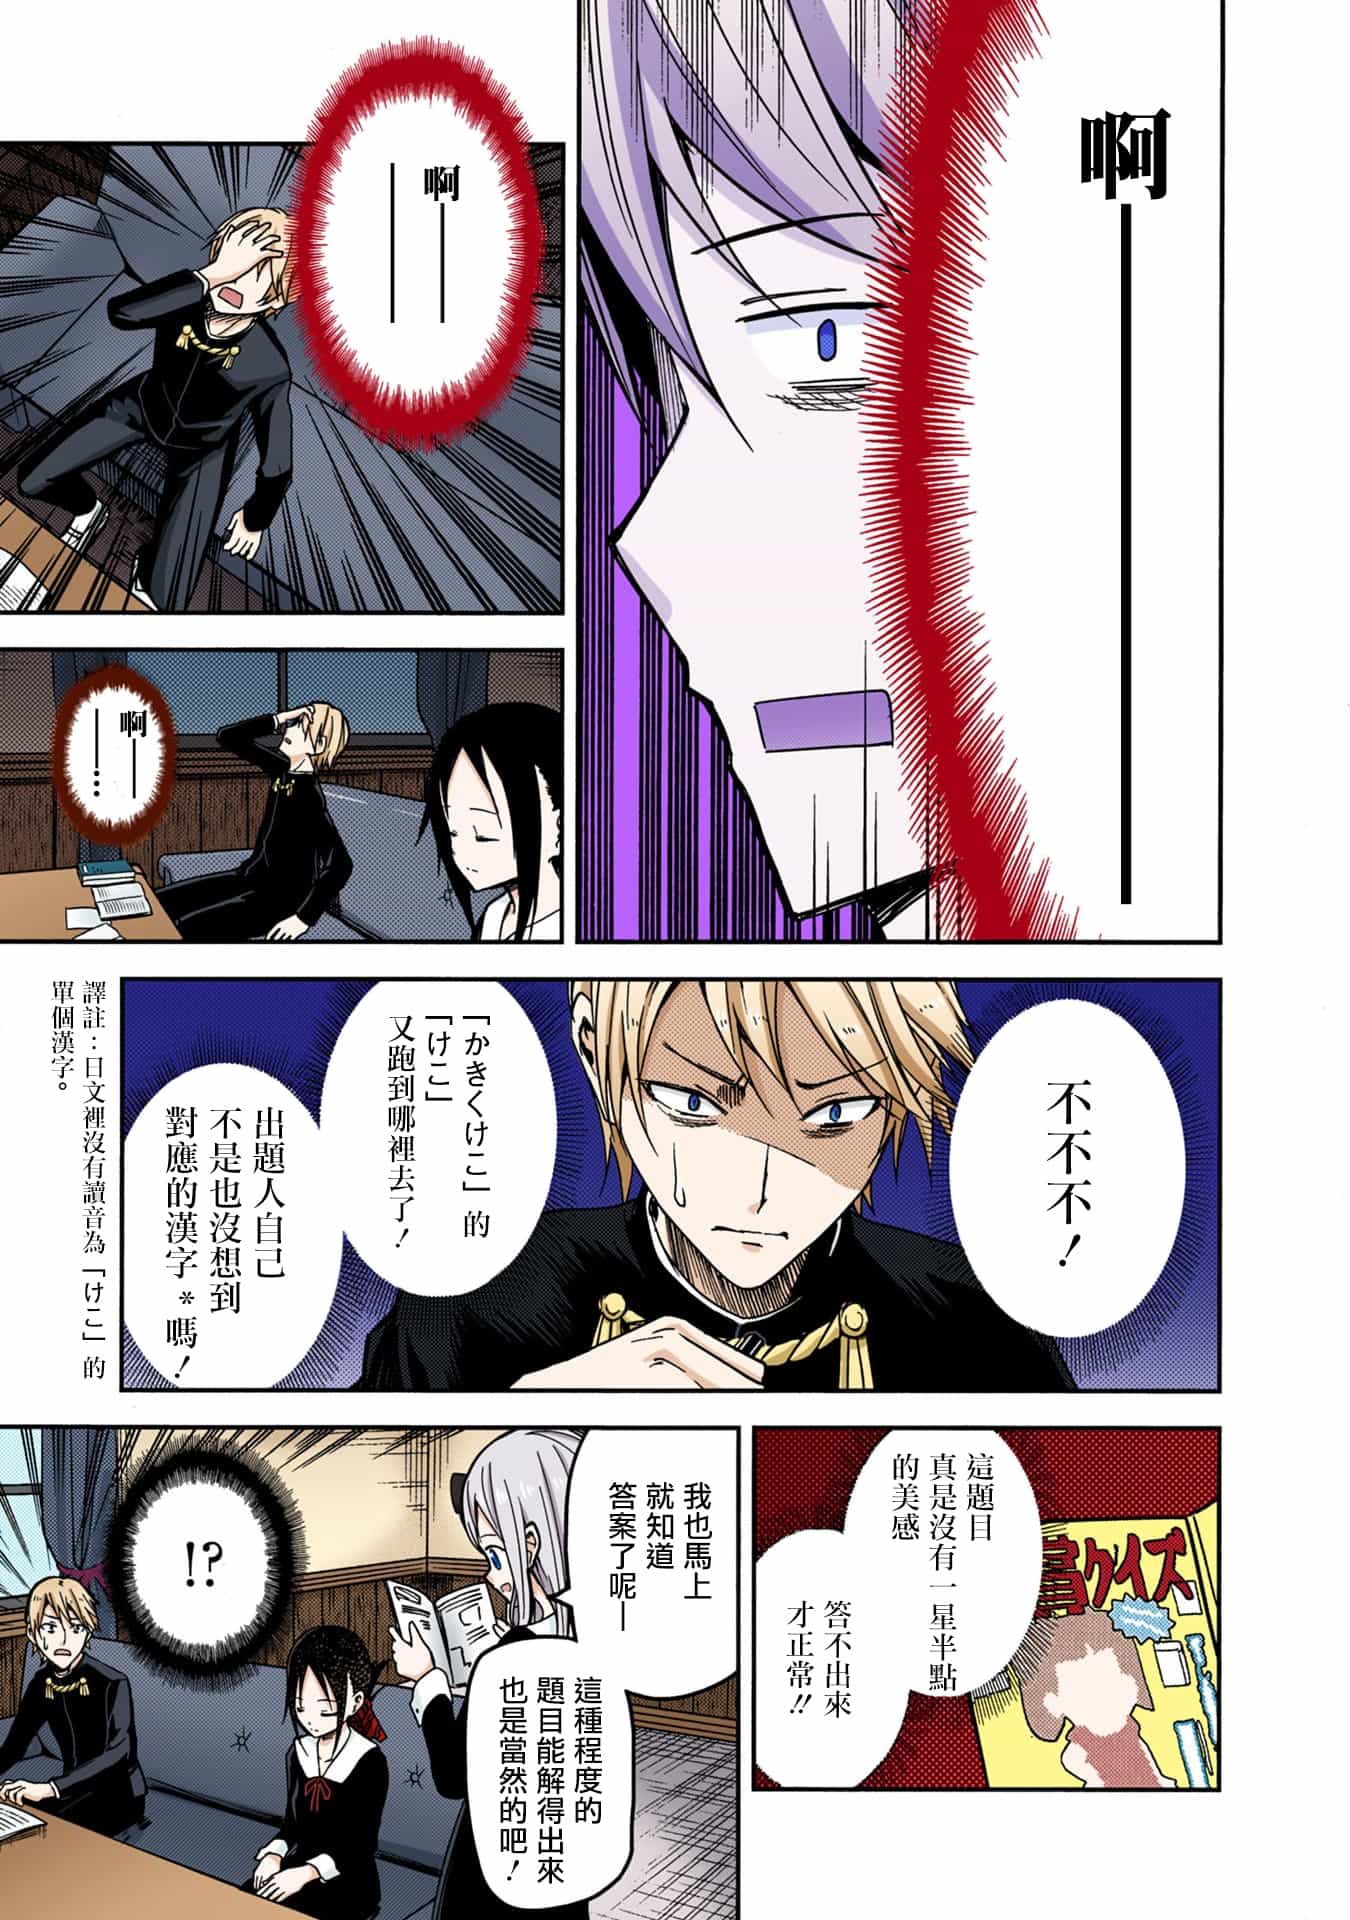 啊—
啊——
—
啊—
—…
不不不！
「かきくけこ」的
「けこ」
又跑到哪裡去了！
出題人自己
不是也沒想到
對應的漢字＊嗎！
譯註：日文裡沒有讀音為「けこ」的
單個漢字。
這題目
真是沒有一星半點
的美感
答不出來
才正常!!
書クイズ
我也馬上
就知道
答案了呢—
這種程度的
題目能解得出來
也是當然的吧！
!?